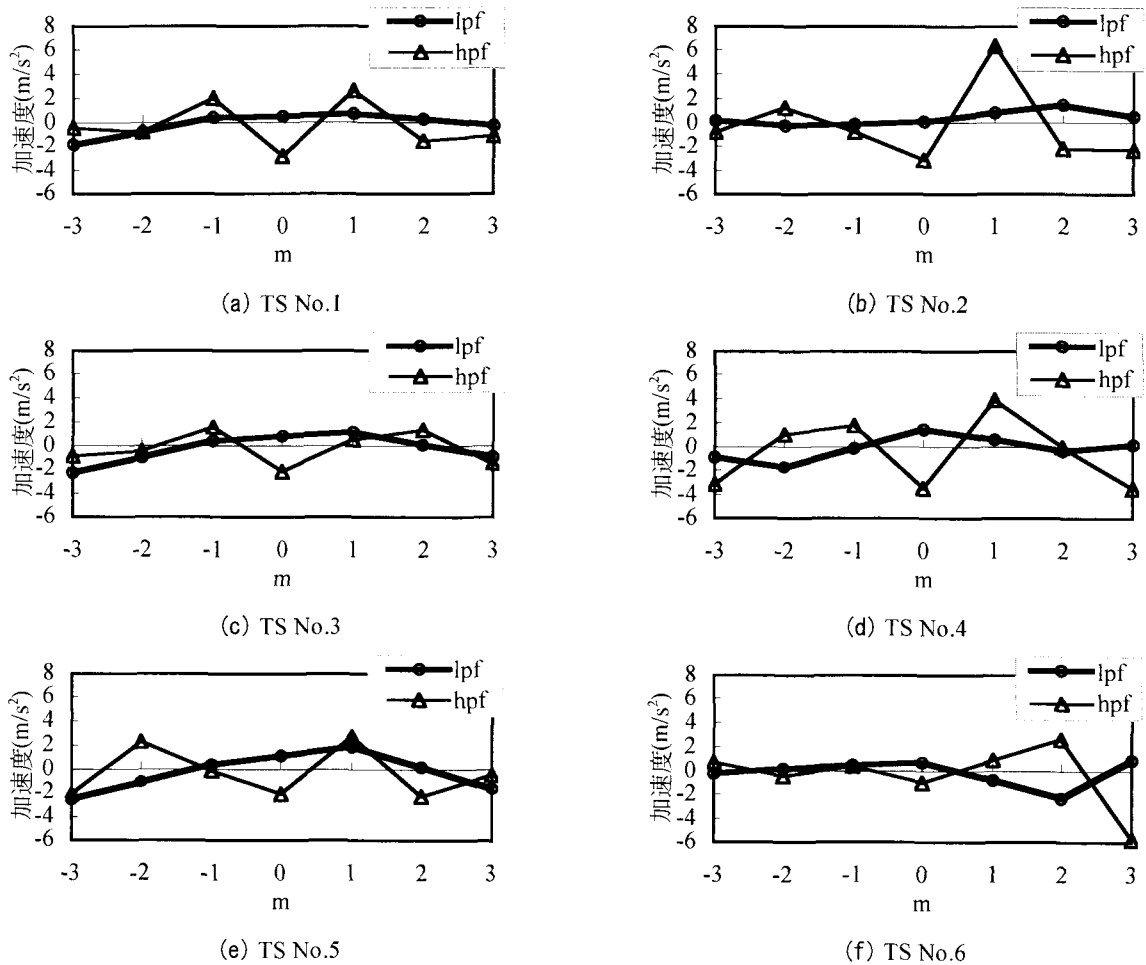 8
6
4
2
0
-2
-4
-6
加速度(m/s²)
lpf
hpf
-3 -2 -1 0 1 2 3
m
(a) TS No.1
8
6
4
2
0
-2
-4
-6
加速度(m/s²)
lpf
hpf
-3 -2 -1 0 1 2 3
m
(b) TS No.2
8
6
4
2
0
-2
-4
-6
加速度(m/s²)
lpf
hpf
-3 -2 -1 0 1 2 3
m
(c) TS No.3
8
6
4
2
0
-2
-4
-6
加速度(m/s²)
lpf
hpf
-3 -2 -1 0 1 2 3
m
(d) TS No.4
8
6
4
2
0
-2
-4
-6
加速度(m/s²)
lpf
hpf
-3 -2 -1 0 1 2 3
m
(e) TS No.5
8
6
4
2
0
-2
-4
-6
加速度(m/s²)
lpf
hpf
-3 -2 -1 0 1 2 3
m
(f) TS No.6